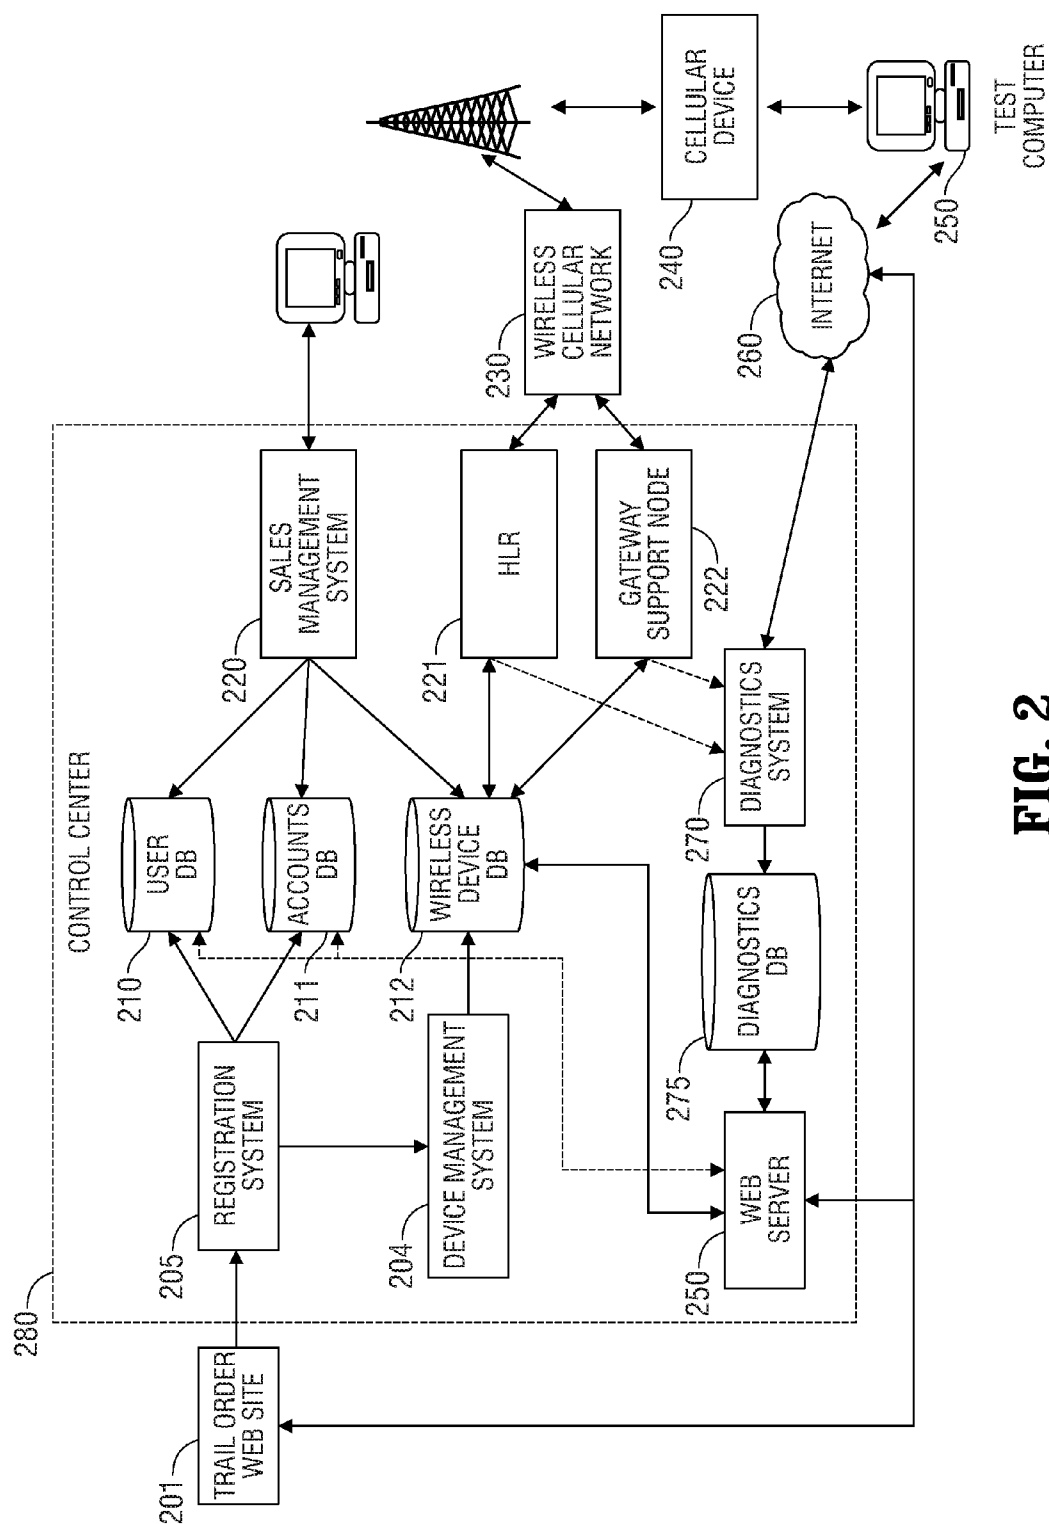 280
CONTROL CENTER
201
TRAIL ORDER
WEB SITE
205
REGISTRATION
SYSTEM
210
USER
DB
211
ACCOUNTS
DB
220
SALES
MANAGEMENT
SYSTEM
204
DEVICE MANAGEMENT
SYSTEM
212
WIRELESS
DEVICE
DB
221
HLR
222
GATEWAY
SUPPORT NODE
230
WIRELESS
CELLULAR
NETWORK
240
CELLULAR
DEVICE
250
WEB
SERVER
275
DIAGNOSTICS
DB
270
DIAGNOSTICS
SYSTEM
260
INTERNET
250
TEST
COMPUTER
FIG. 2